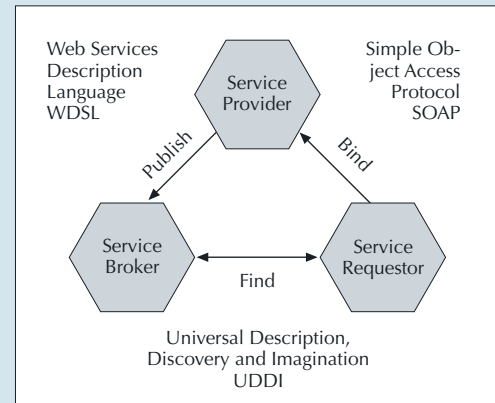 Web Services
Description
Language
WDSL
Simple Ob-
ject Access
Protocol
SOAP
Service
Provider
Publish
Bind
Service
Broker
Service
Requestor
Find
Universal Description,
Discovery and Imagination
UDDI